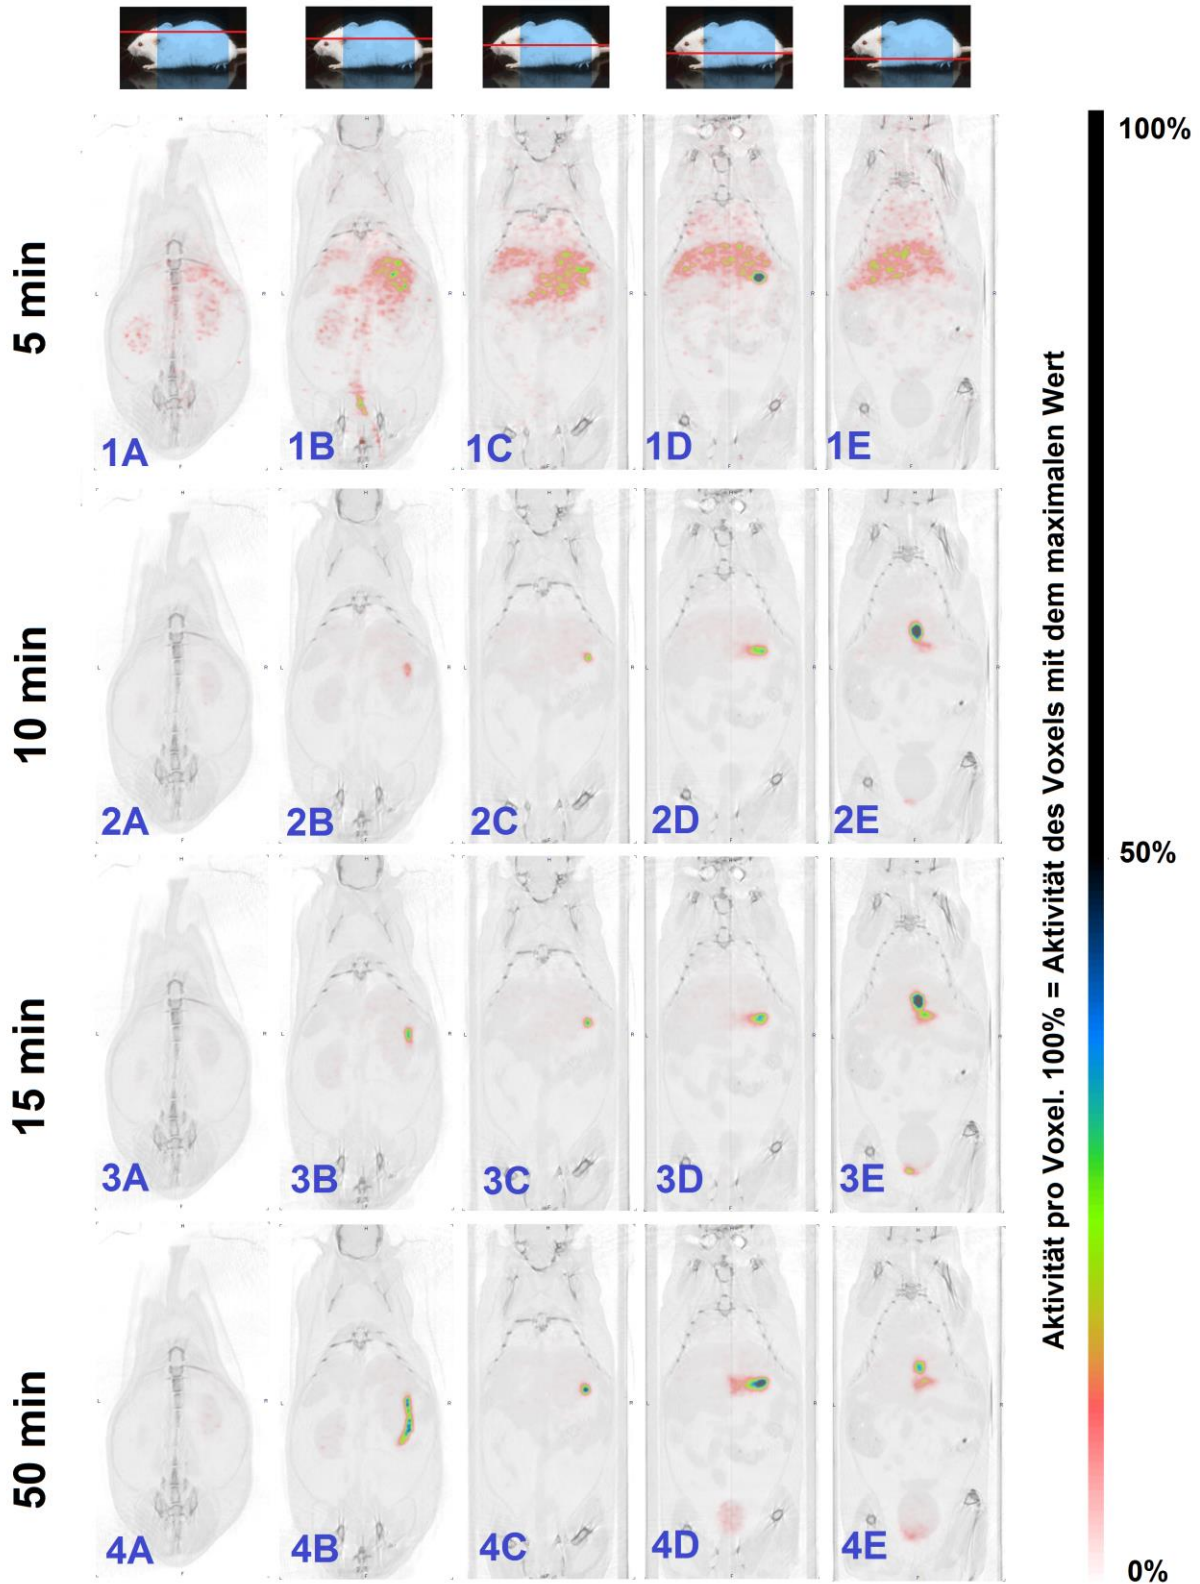 100%
5 min
1A
1B
1C
1D
1E
10 min
2A
2B
2C
2D
2E
50%
15 min
3A
3B
3C
3D
3E
50 min
4A
4B
4C
4D
4E
0%
Aktivität pro Voxel. 100% = Aktivität des Voxels mit dem maximalen Wert